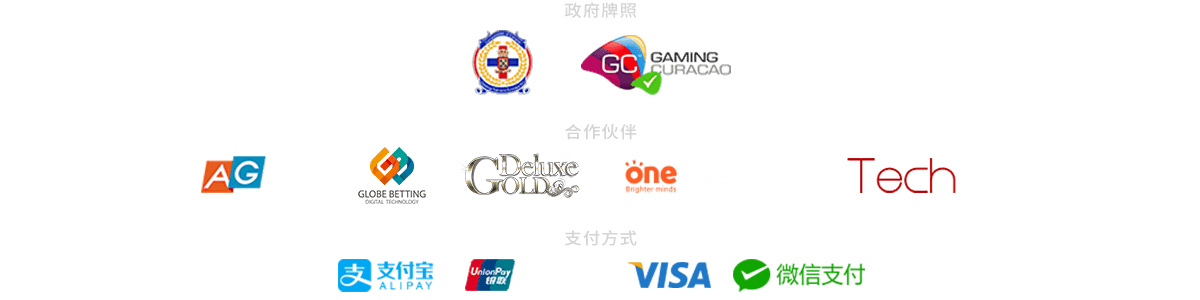 政府牌照
GC GAMING
CURACAO
合作伙伴
AG
GLOBE BETTING
DIGITAL TECHNOLOGY
Deluxe
GOLD
one
Brighter minds
Tech
支付方式
支 支付宝
ALIPAY
UnionPay
银联
VISA
微信支付